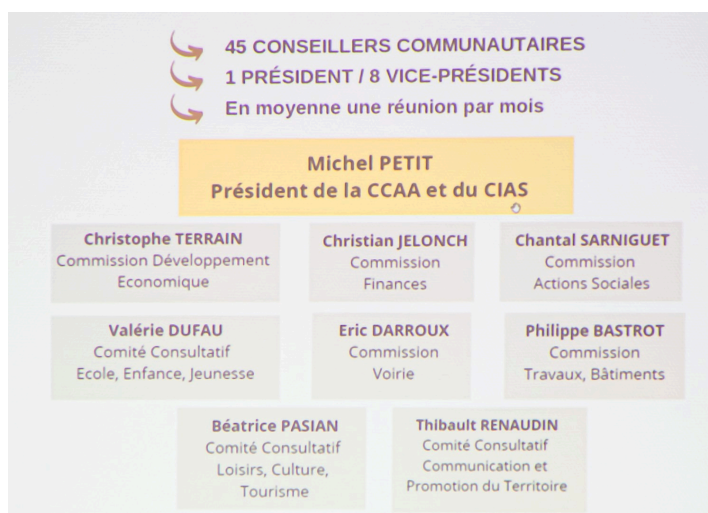 45 CONSEILLERS COMMUNAUTAIRES
1 PRÉSIDENT / 8 VICE-PRÉSIDENTS
En moyenne une réunion par mois
Michel PETIT
Président de la CCAA et du CIAS
Christophe TERRAIN
Commission Développement
Economique
Christian JELONCH
Commission
Finances
Chantal SARNIGUET
Commission
Actions Sociales
Valérie DUFAU
Comité Consultatif
Ecole, Enfance, Jeunesse
Eric DARROUX
Commission
Voirie
Philippe BASTROT
Commission
Travaux, Bâtiments
Béatrice PASIAN
Comité Consultatif
Loisirs, Culture,
Tourisme
Thibault RENAUDIN
Comité Consultatif
Communication et
Promotion du Territoire